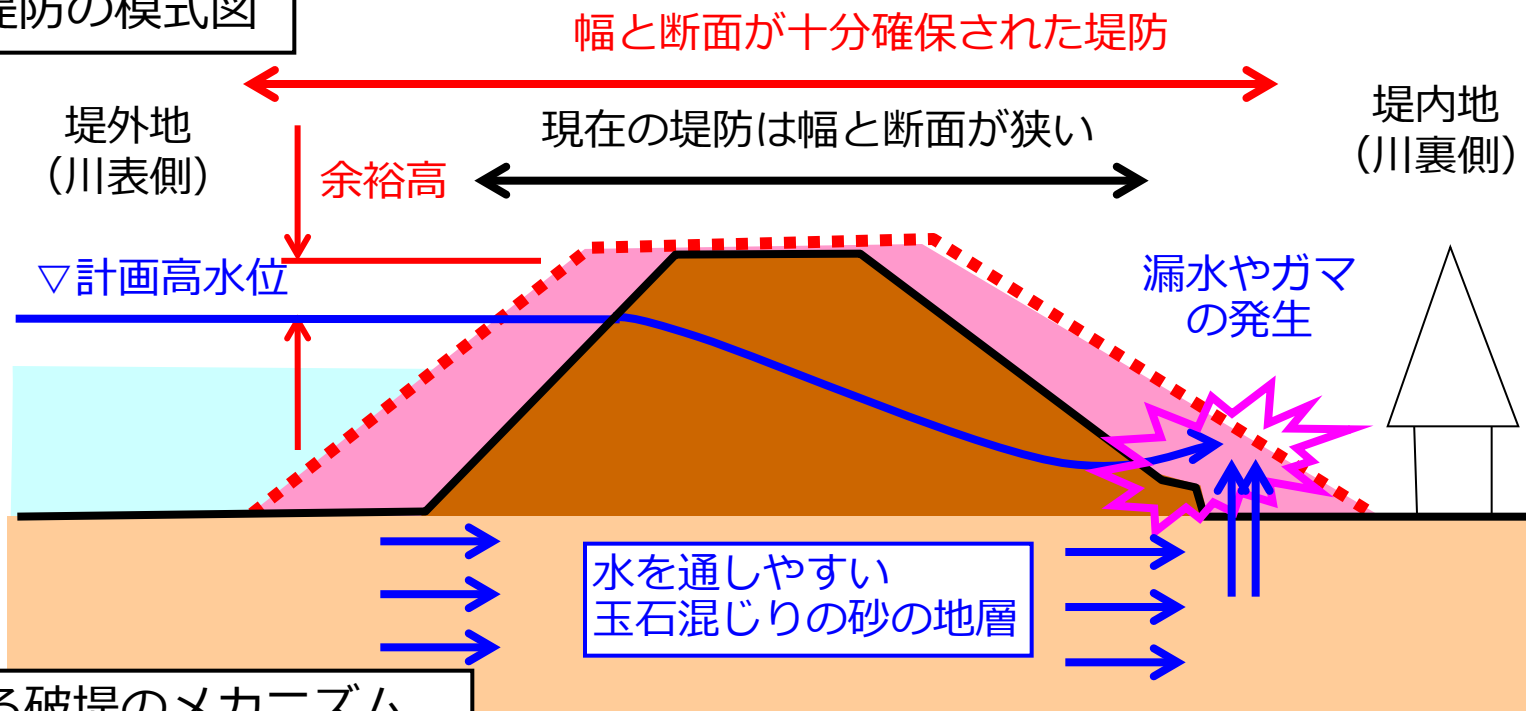 堤防の模式図
幅と断面が十分確保された堤防
堤外地
（川表側）
現在の堤防は幅と断面が狭い
堤内地
（川裏側）
余裕高
▽計画高水位
漏水やガマ
の発生
水を通しやすい
玉石混じりの砂の地層
る破堤のメカニズム